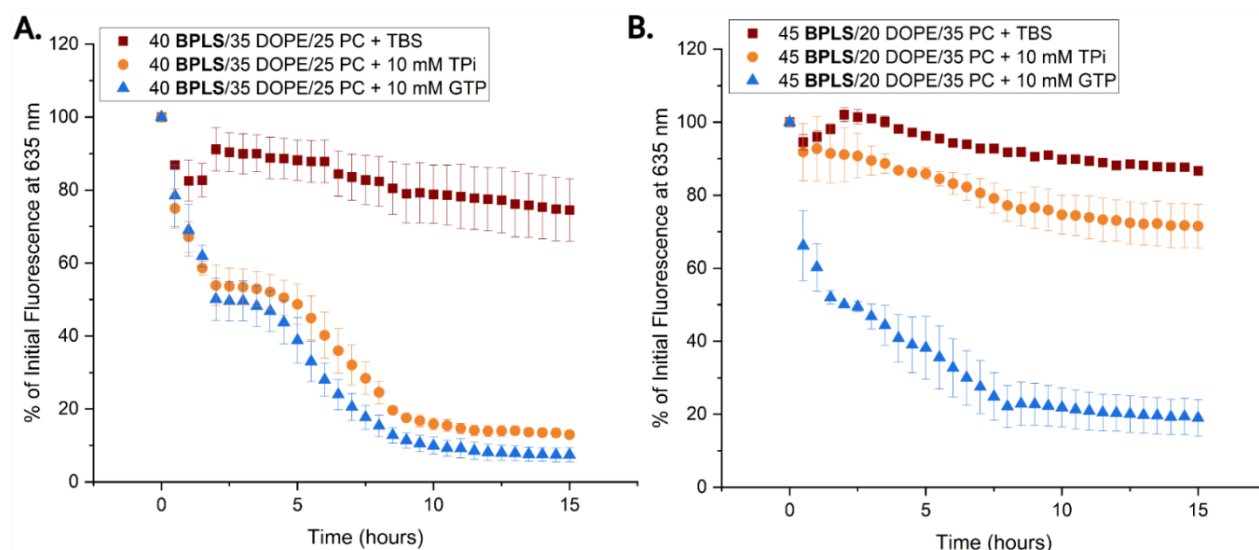 A.
40 BPLS/35 DOPE/25 PC + TBS
40 BPLS/35 DOPE/25 PC + 10 mM TPi
40 BPLS/35 DOPE/25 PC + 10 mM GTP
120
100
80
60
40
20
0
% of Initial Fluorescence at 635 nm
0
5
10
15
Time (hours)
B.
45 BPLS/20 DOPE/35 PC + TBS
45 BPLS/20 DOPE/35 PC + 10 mM TPi
45 BPLS/20 DOPE/35 PC + 10 mM GTP
120
100
80
60
40
20
0
% of Initial Fluorescence at 635 nm
0
5
10
15
Time (hours)